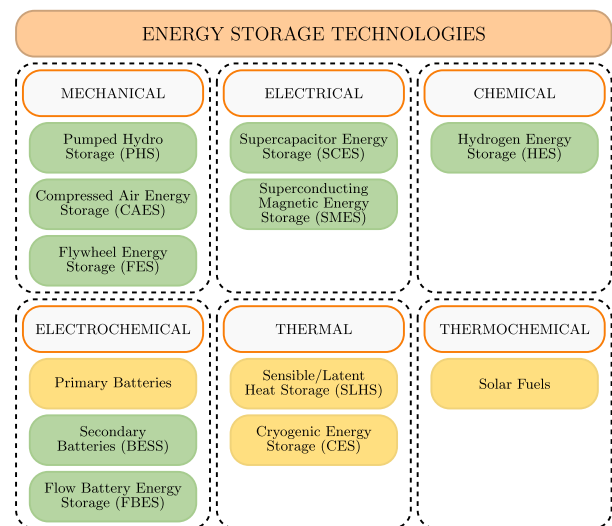 ENERGY STORAGE TECHNOLOGIES
MECHANICAL
Pumped Hydro
Storage (PHS)
Compressed Air Energy
Storage (CAES)
Flywheel Energy
Storage (FES)
ELECTRICAL
Supercapacitor Energy
Storage (SCES)
Superconducting
Magnetic Energy
Storage (SMES)
CHEMICAL
Hydrogen Energy
Storage (HES)
ELECTROCHEMICAL
Primary Batteries
Secondary
Batteries (BESS)
Flow Battery Energy
Storage (FBES)
THERMAL
Sensible/Latent
Heat Storage (SLHS)
Cryogenic Energy
Storage (CES)
THERMOCHEMICAL
Solar Fuels